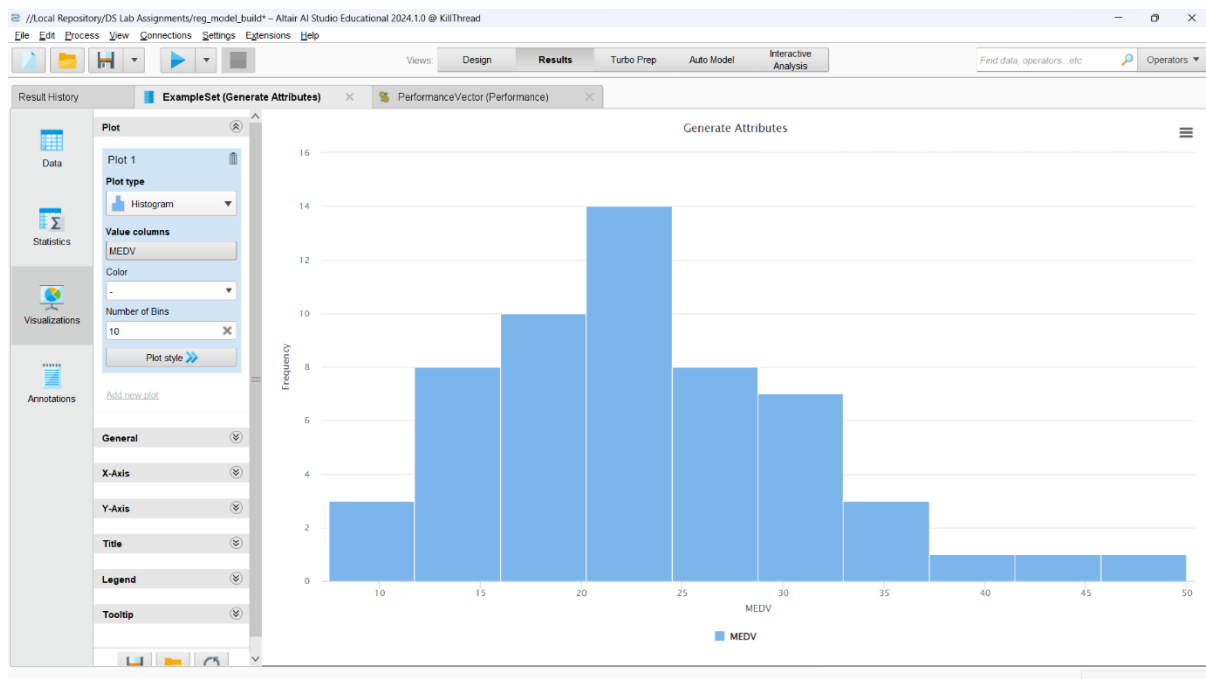 //Local Repository/DS Lab Assignments/reg_model_build* – Altair AI Studio Educational 2024.1.0 @ KillThread
File Edit Process View Connections Settings Extensions Help
Views: Design Results Turbo Prep Auto Model Interactive Analysis Find data, operators...etc Operators
Result History ExampleSet (Generate Attributes) PerformanceVector (Performance)
Data
Statistics
Visualizations
Annotations
Plot
Plot 1
Plot type
Histogram
Value columns
MEDV
Color
-
Number of Bins
10
Plot style
Add new plot
General
X-Axis
Y-Axis
Title
Legend
Tooltip
Generate Attributes
Frequency
16
14
12
10
8
6
4
2
0
10 15 20 25 30 35 40 45 50
MEDV
MEDV